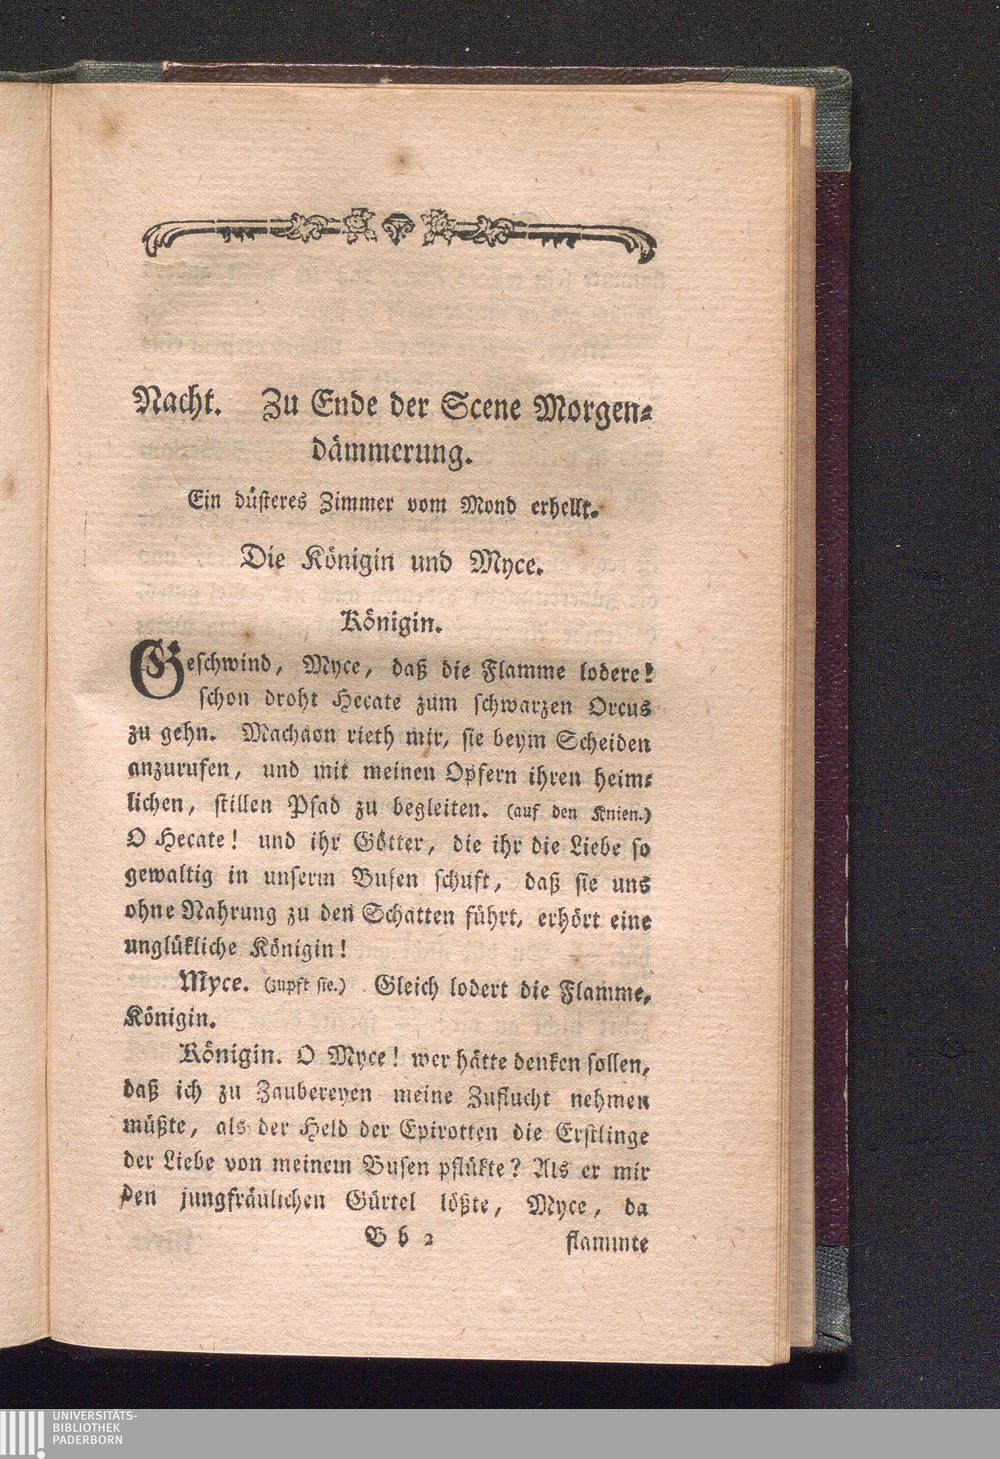 Nacht. Zu Ende der Scene Morgen-
dämmerung.
Ein düsteres Zimmer vom Mond erhellt.
Die Königin und Myce.
Königin.
Geschwind, Myce, daß die Flamme lodere!
schon droht Hecate zum schwarzen Orcus
zu gehn. Machaon rieth mir, sie beym Scheiden
anzurufen, und mit meinen Opfern ihren heim-
lichen, stillen Pfad zu begleiten. (auf den Knien.)
O Hecate! und ihr Götter, die ihr die Liebe so
gewaltig in unserm Busen schuft, daß sie uns
ohne Nahrung zu den Schatten führt, erhört eine
unglükliche Königin!
Myce. (zupft sie.) Gleich lodert die Flamme,
Königin.
Königin. O Myce! wer hätte denken sollen,
daß ich zu Zaubereyen meine Zuflucht nehmen
müßte, als der Held der Epirotten die Erstlinge
der Liebe von meinem Busen pflükte? Als er mir
den jungfräulichen Gürtel lößte, Myce, da
B b 2 flammte
UNIVERSITÄTS-
BIBLIOTHEK
PADERBORN